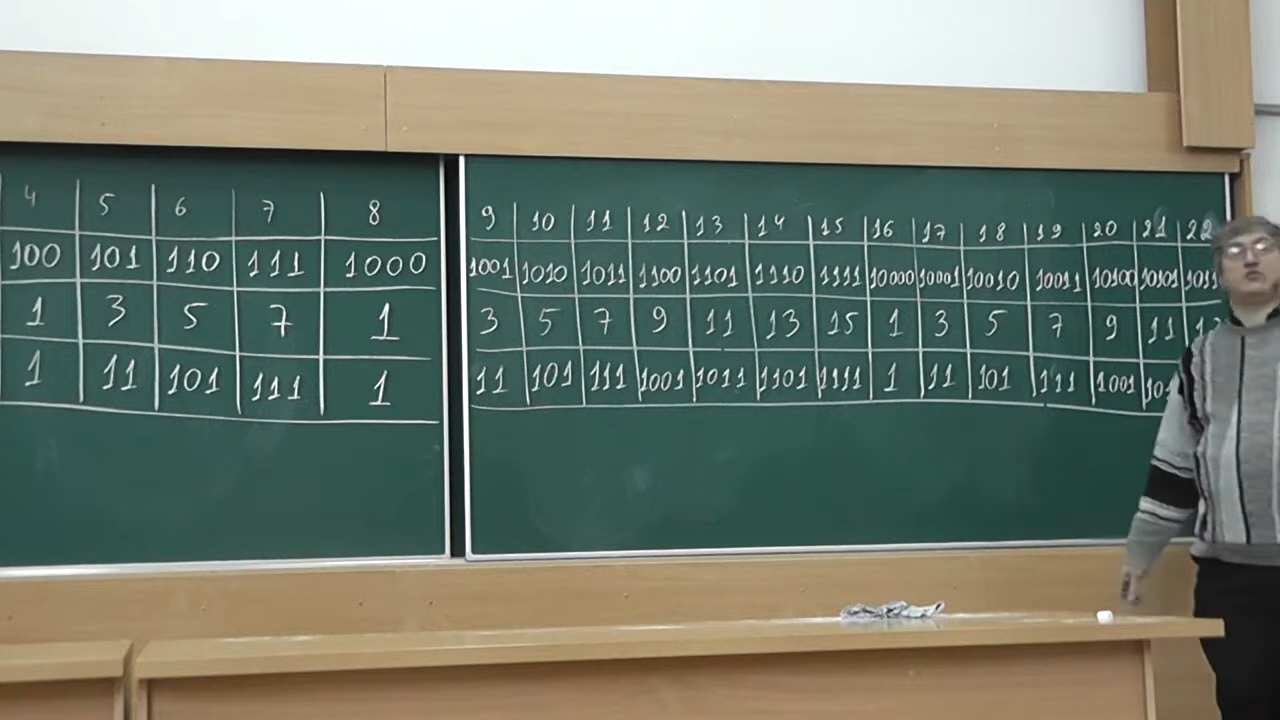 4 5 6 7 8
100 101 110 111 1000
1 3 5 7 1
1 11 101 111 1
9 10 11 12 13 14 15 16 17 18 19 20 21 22
1001 1010 1011 1100 1101 1110 1111 10000 10001 10010 10011 10100 10101 1011
3 5 7 9 11 13 15 1 3 5 7 9 11
11 101 111 1001 1011 1101 1111 1 11 101 111 1001 101